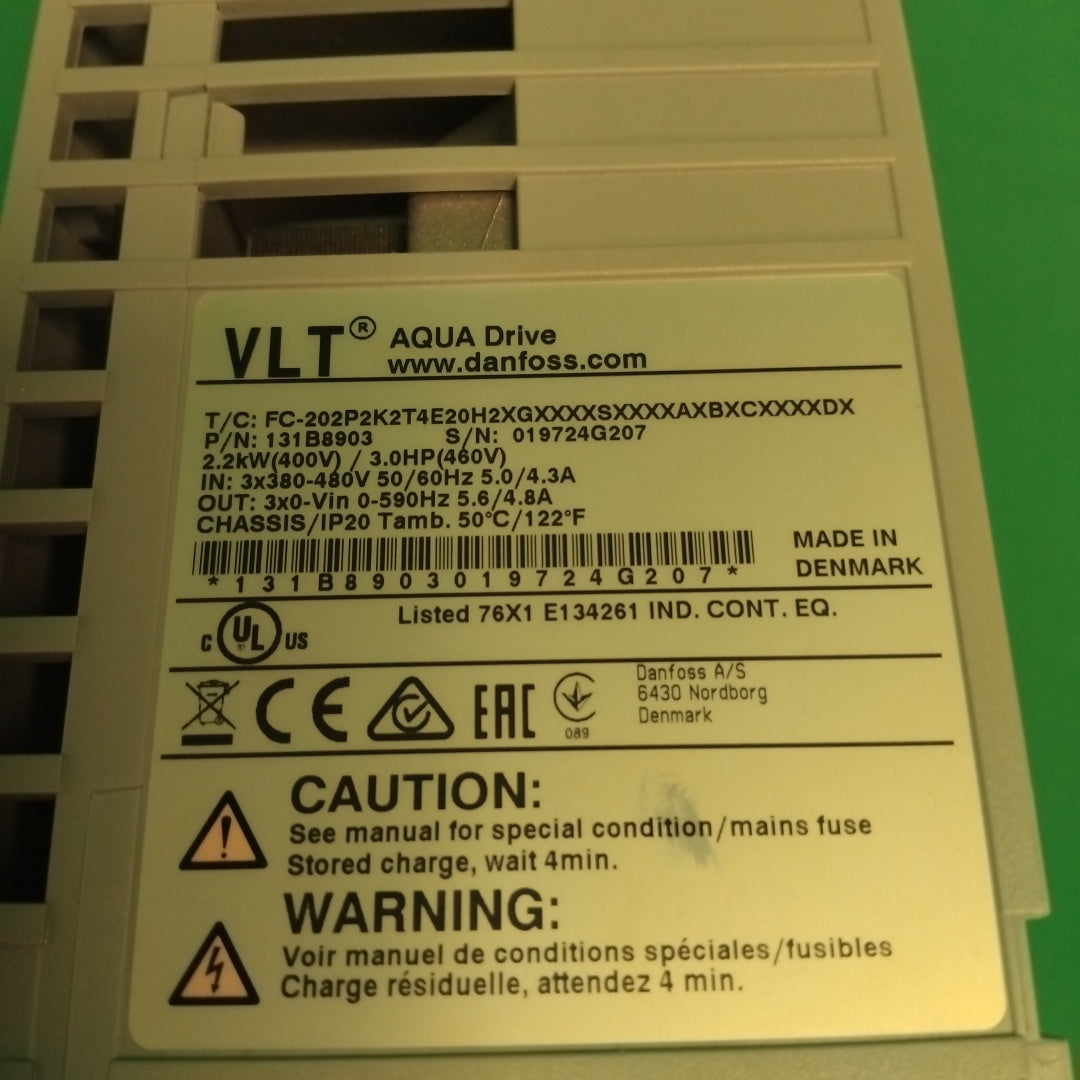 VLT® AQUA Drive
www.danfoss.com
T/C: FC-202P2K2T4E20H2XGXXXXSXXXXAXBXCXXXXDX
P/N: 131B8903 S/N: 019724G207
2.2kW(400V) / 3.0HP(460V)
IN: 3x380-480V 50/60Hz 5.0/4.3A
OUT: 3x0-Vin 0-590Hz 5.6/4.8A
CHASSIS/IP20 Tamb. 50°C/122°F
*131B8903019724G207*
MADE IN
DENMARK
C UL US
Listed 76X1 E134261 IND. CONT. EQ.
CE EAC
089
Danfoss A/S
6430 Nordborg
Denmark
CAUTION:
See manual for special condition/mains fuse
Stored charge, wait 4min.
WARNING:
Voir manuel de conditions spéciales/fusibles
Charge résiduelle, attendez 4 min.